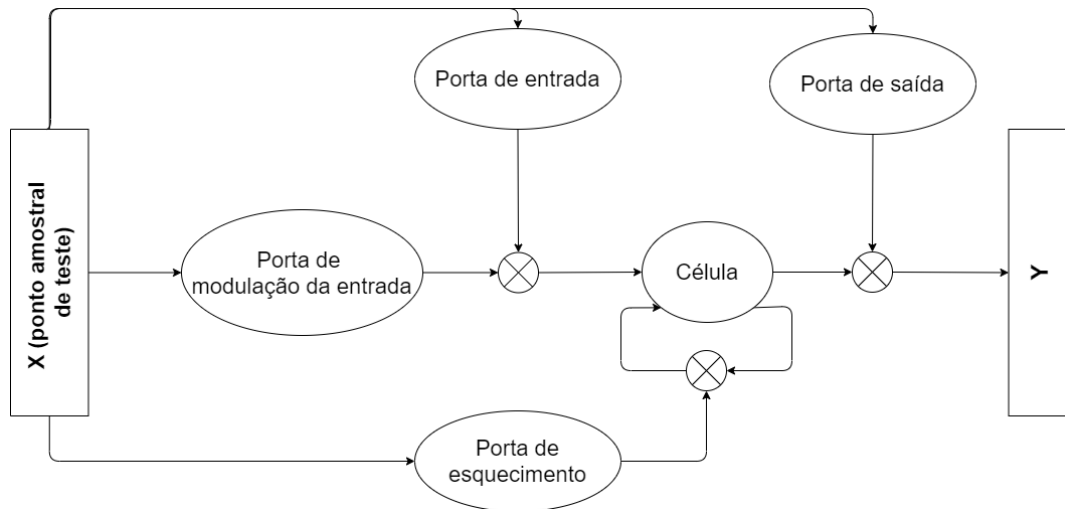 Porta de entrada
Porta de saída
X (ponto amostral
de teste)
Porta de
modulação da entrada
Célula
Y
Porta de
esquecimento